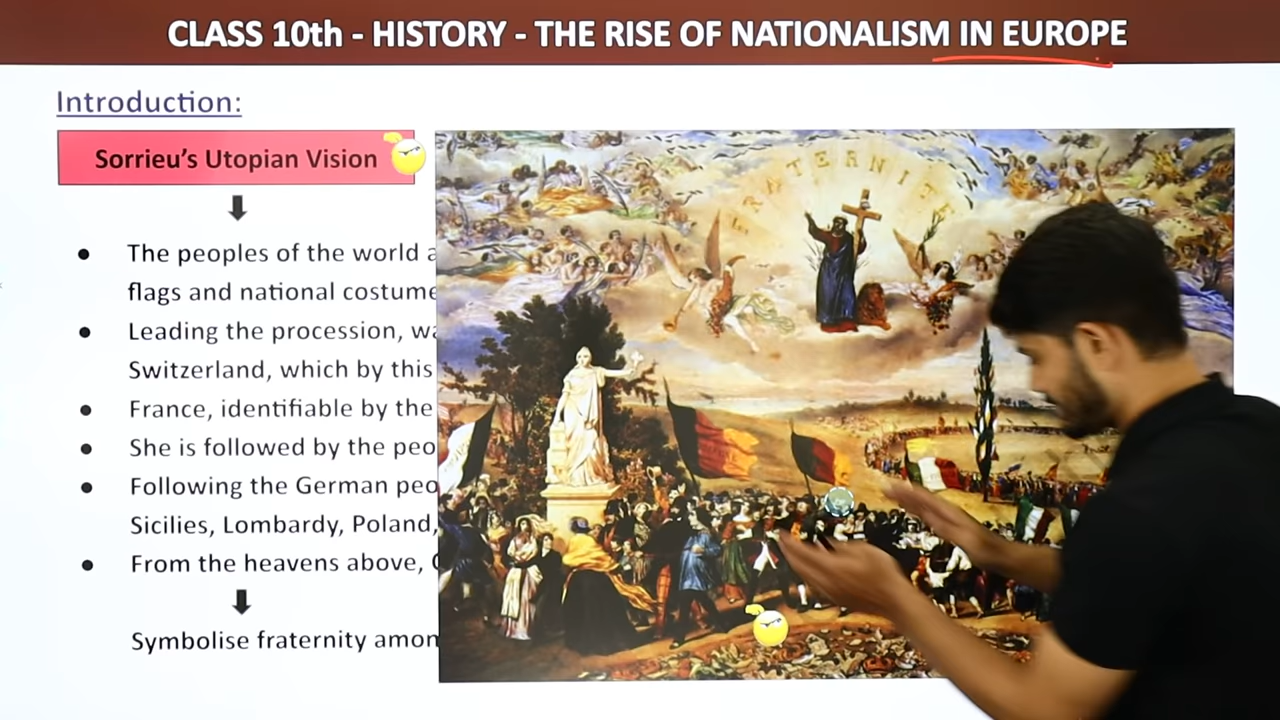 CLASS 10th - HISTORY - THE RISE OF NATIONALISM IN EUROPE
Introduction:
Sorrieu's Utopian Vision
The peoples of the world a
flags and national costume
Leading the procession, wa
Switzerland, which by this
France, identifiable by the
She is followed by the peo
Following the German peo
Sicilies, Lombardy, Poland,
From the heavens above,
Symbolise fraternity amon
FRATERNITE